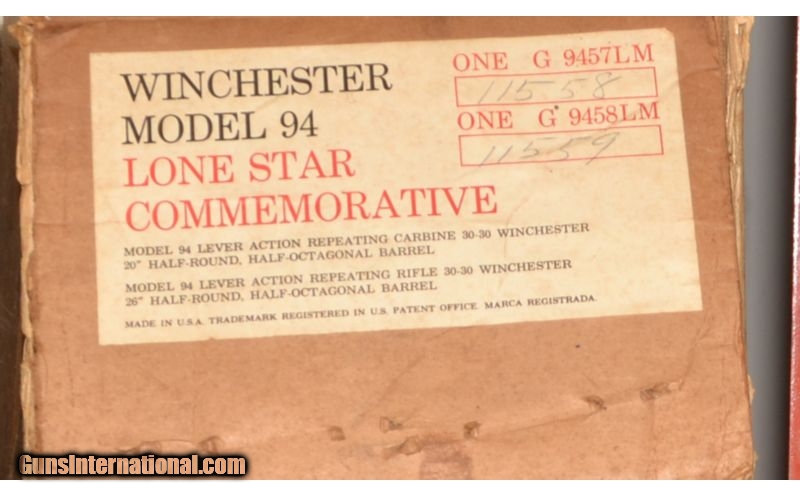 WINCHESTER
MODEL 94
LONE STAR
COMMEMORATIVE
ONE G 9457LM
11558
ONE G 9458LM
11559
MODEL 94 LEVER ACTION REPEATING CARBINE 30-30 WINCHESTER
20" HALF-ROUND, HALF-OCTAGONAL BARREL
MODEL 94 LEVER ACTION REPEATING RIFLE 30-30 WINCHESTER
26" HALF-ROUND, HALF-OCTAGONAL BARREL
MADE IN U.S.A. TRADEMARK REGISTERED IN U.S. PATENT OFFICE. MARCA REGISTRADA.
GunsInternational.com